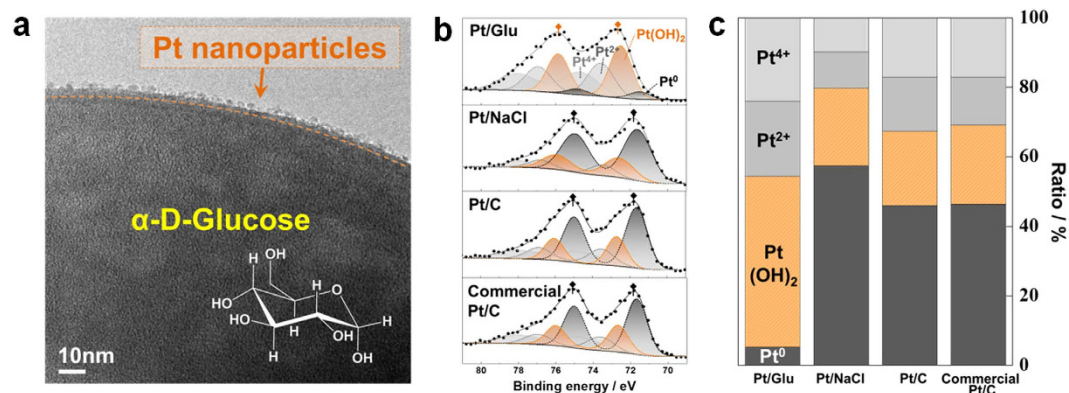 a
Pt nanoparticles
α-D-Glucose
OH
H
O
HO
H
H
HO
H
OH
H
OH
10nm
b
Pt/Glu
Pt(OH)₂
Pt⁴⁺
Pt²⁺
Pt⁰
Pt/NaCl
Pt/C
Commercial
Pt/C
80 78 76 74 72 70
Binding energy / eV
c
Pt⁴⁺
Pt²⁺
Pt
(OH)₂
Pt⁰
100
80
60
40
20
0
Ratio / %
Pt/Glu Pt/NaCl Pt/C Commercial
Pt/C